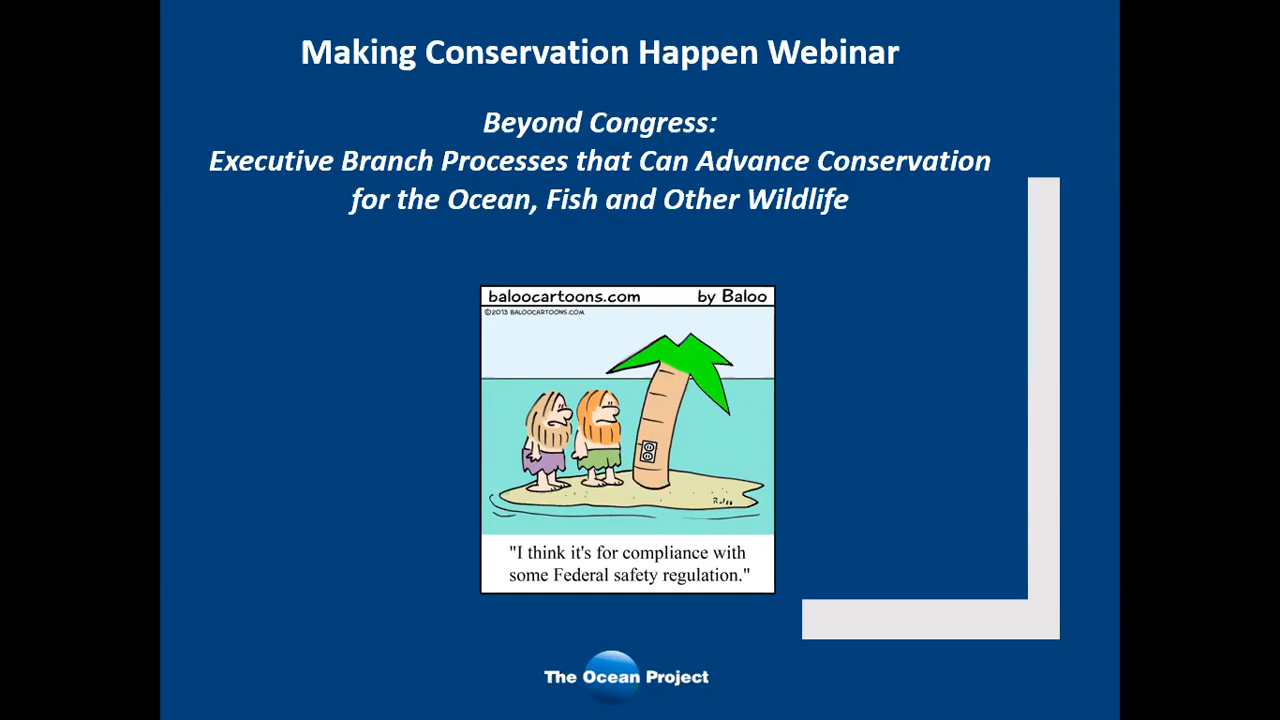 Making Conservation Happen Webinar
Beyond Congress:
Executive Branch Processes that Can Advance Conservation
for the Ocean, Fish and Other Wildlife
baloocartoons.com by Baloo
©2013 BALOOCARTOONS.COM
Baloo
"I think it's for compliance with
some Federal safety regulation."
The Ocean Project